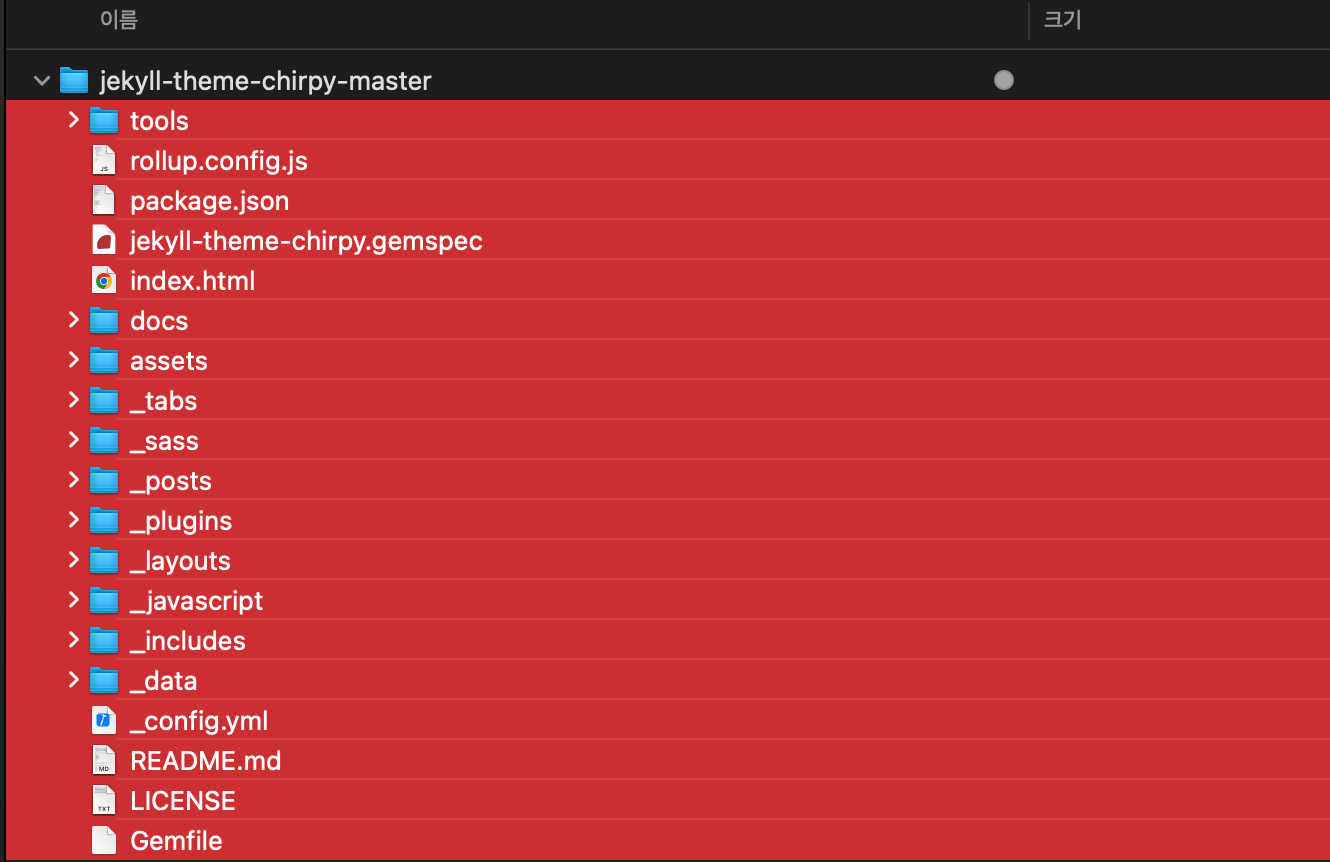 이름 크기
jekyll-theme-chirpy-master
tools
JS rollup.config.js
package.json
jekyll-theme-chirpy.gemspec
index.html
docs
assets
_tabs
_sass
_posts
_plugins
_layouts
_javascript
_includes
_data
_config.yml
MD README.md
TXT LICENSE
Gemfile